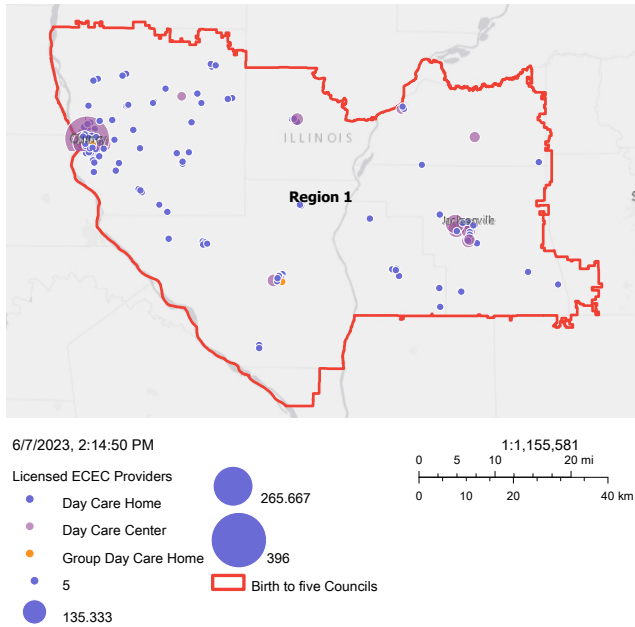 ILLINOIS
Region 1
Jacksonville
6/7/2023, 2:14:50 PM
1:1,155,581
0 5 10 20 mi
0 10 20 40 km
Licensed ECEC Providers
Day Care Home
Day Care Center
Group Day Care Home
5
135.333
265.667
396
Birth to five Councils